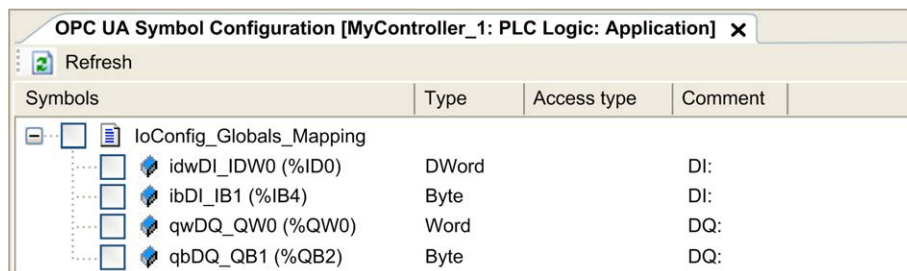 OPC UA Symbol Configuration [MyController_1: PLC Logic: Application] X
Refresh
Symbols Type Access type Comment
IoConfig_Globals_Mapping
idwDI_IDW0 (%ID0) DWord DI:
ibDI_IB1 (%IB4) Byte DI:
qwDQ_QW0 (%QW0) Word DQ:
qbDQ_QB1 (%QB2) Byte DQ: